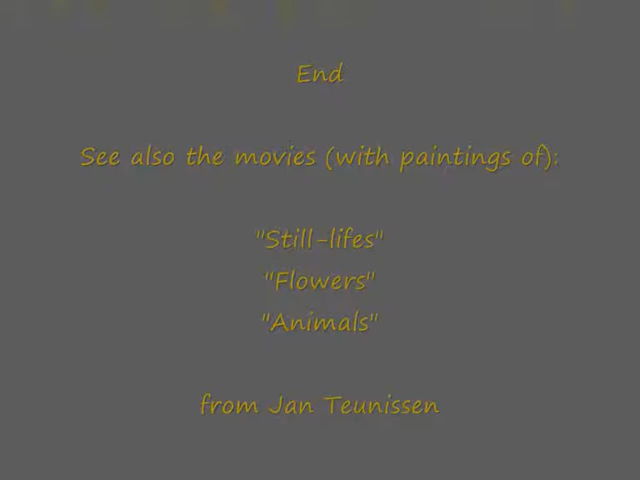 End
See also the movies (with paintings of):
"Still-lifes"
"Flowers"
"Animals"
from Jan Teunissen